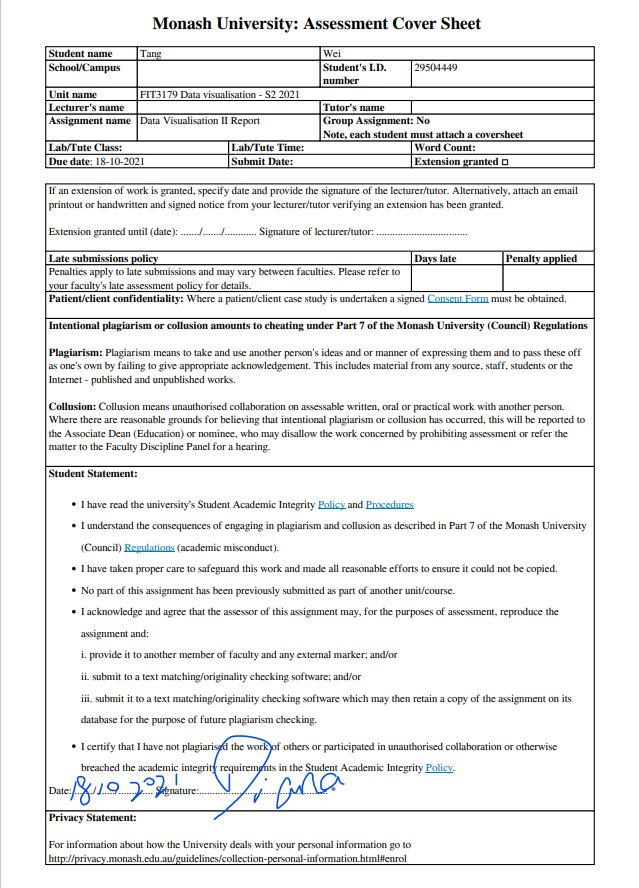 Monash University: Assessment Cover Sheet
Student name Tang Wei
School/Campus Student's I.D. number 29504449
Unit name FIT3179 Data visualisation - S2 2021
Lecturer's name Tutor's name
Assignment name Data Visualisation II Report Group Assignment: No
Note, each student must attach a coversheet
Lab/Tute Class: Lab/Tute Time: Word Count:
Due date: 18-10-2021 Submit Date: Extension granted □
If an extension of work is granted, specify date and provide the signature of the lecturer/tutor. Alternatively, attach an email
printout or handwritten and signed notice from your lecturer/tutor verifying an extension has been granted.
Extension granted until (date): ......./......./............ Signature of lecturer/tutor: ..................................
Late submissions policy Days late Penalty applied
Penalties apply to late submissions and may vary between faculties. Please refer to
your faculty's late assessment policy for details.
Patient/client confidentiality: Where a patient/client case study is undertaken a signed Consent Form must be obtained.
Intentional plagiarism or collusion amounts to cheating under Part 7 of the Monash University (Council) Regulations
Plagiarism: Plagiarism means to take and use another person's ideas and or manner of expressing them and to pass these off
as one's own by failing to give appropriate acknowledgement. This includes material from any source, staff, students or the
Internet - published and unpublished works.
Collusion: Collusion means unauthorised collaboration on assessable written, oral or practical work with another person.
Where there are reasonable grounds for believing that intentional plagiarism or collusion has occurred, this will be reported to
the Associate Dean (Education) or nominee, who may disallow the work concerned by prohibiting assessment or refer the
matter to the Faculty Discipline Panel for a hearing.
Student Statement:
• I have read the university's Student Academic Integrity Policy and Procedures
• I understand the consequences of engaging in plagiarism and collusion as described in Part 7 of the Monash University
(Council) Regulations (academic misconduct).
• I have taken proper care to safeguard this work and made all reasonable efforts to ensure it could not be copied.
• No part of this assignment has been previously submitted as part of another unit/course.
• I acknowledge and agree that the assessor of this assignment may, for the purposes of assessment, reproduce the
assignment and:
i. provide it to another member of faculty and any external marker; and/or
ii. submit to a text matching/originality checking software; and/or
iii. submit it to a text matching/originality checking software which may then retain a copy of the assignment on its
database for the purpose of future plagiarism checking.
• I certify that I have not plagiarised the work of others or participated in unauthorised collaboration or otherwise
breached the academic integrity requirements in the Student Academic Integrity Policy.
Date: 18/10 2021 Signature:
Privacy Statement:
For information about how the University deals with your personal information go to
http://privacy.monash.edu.au/guidelines/collection-personal-information.html#enrol